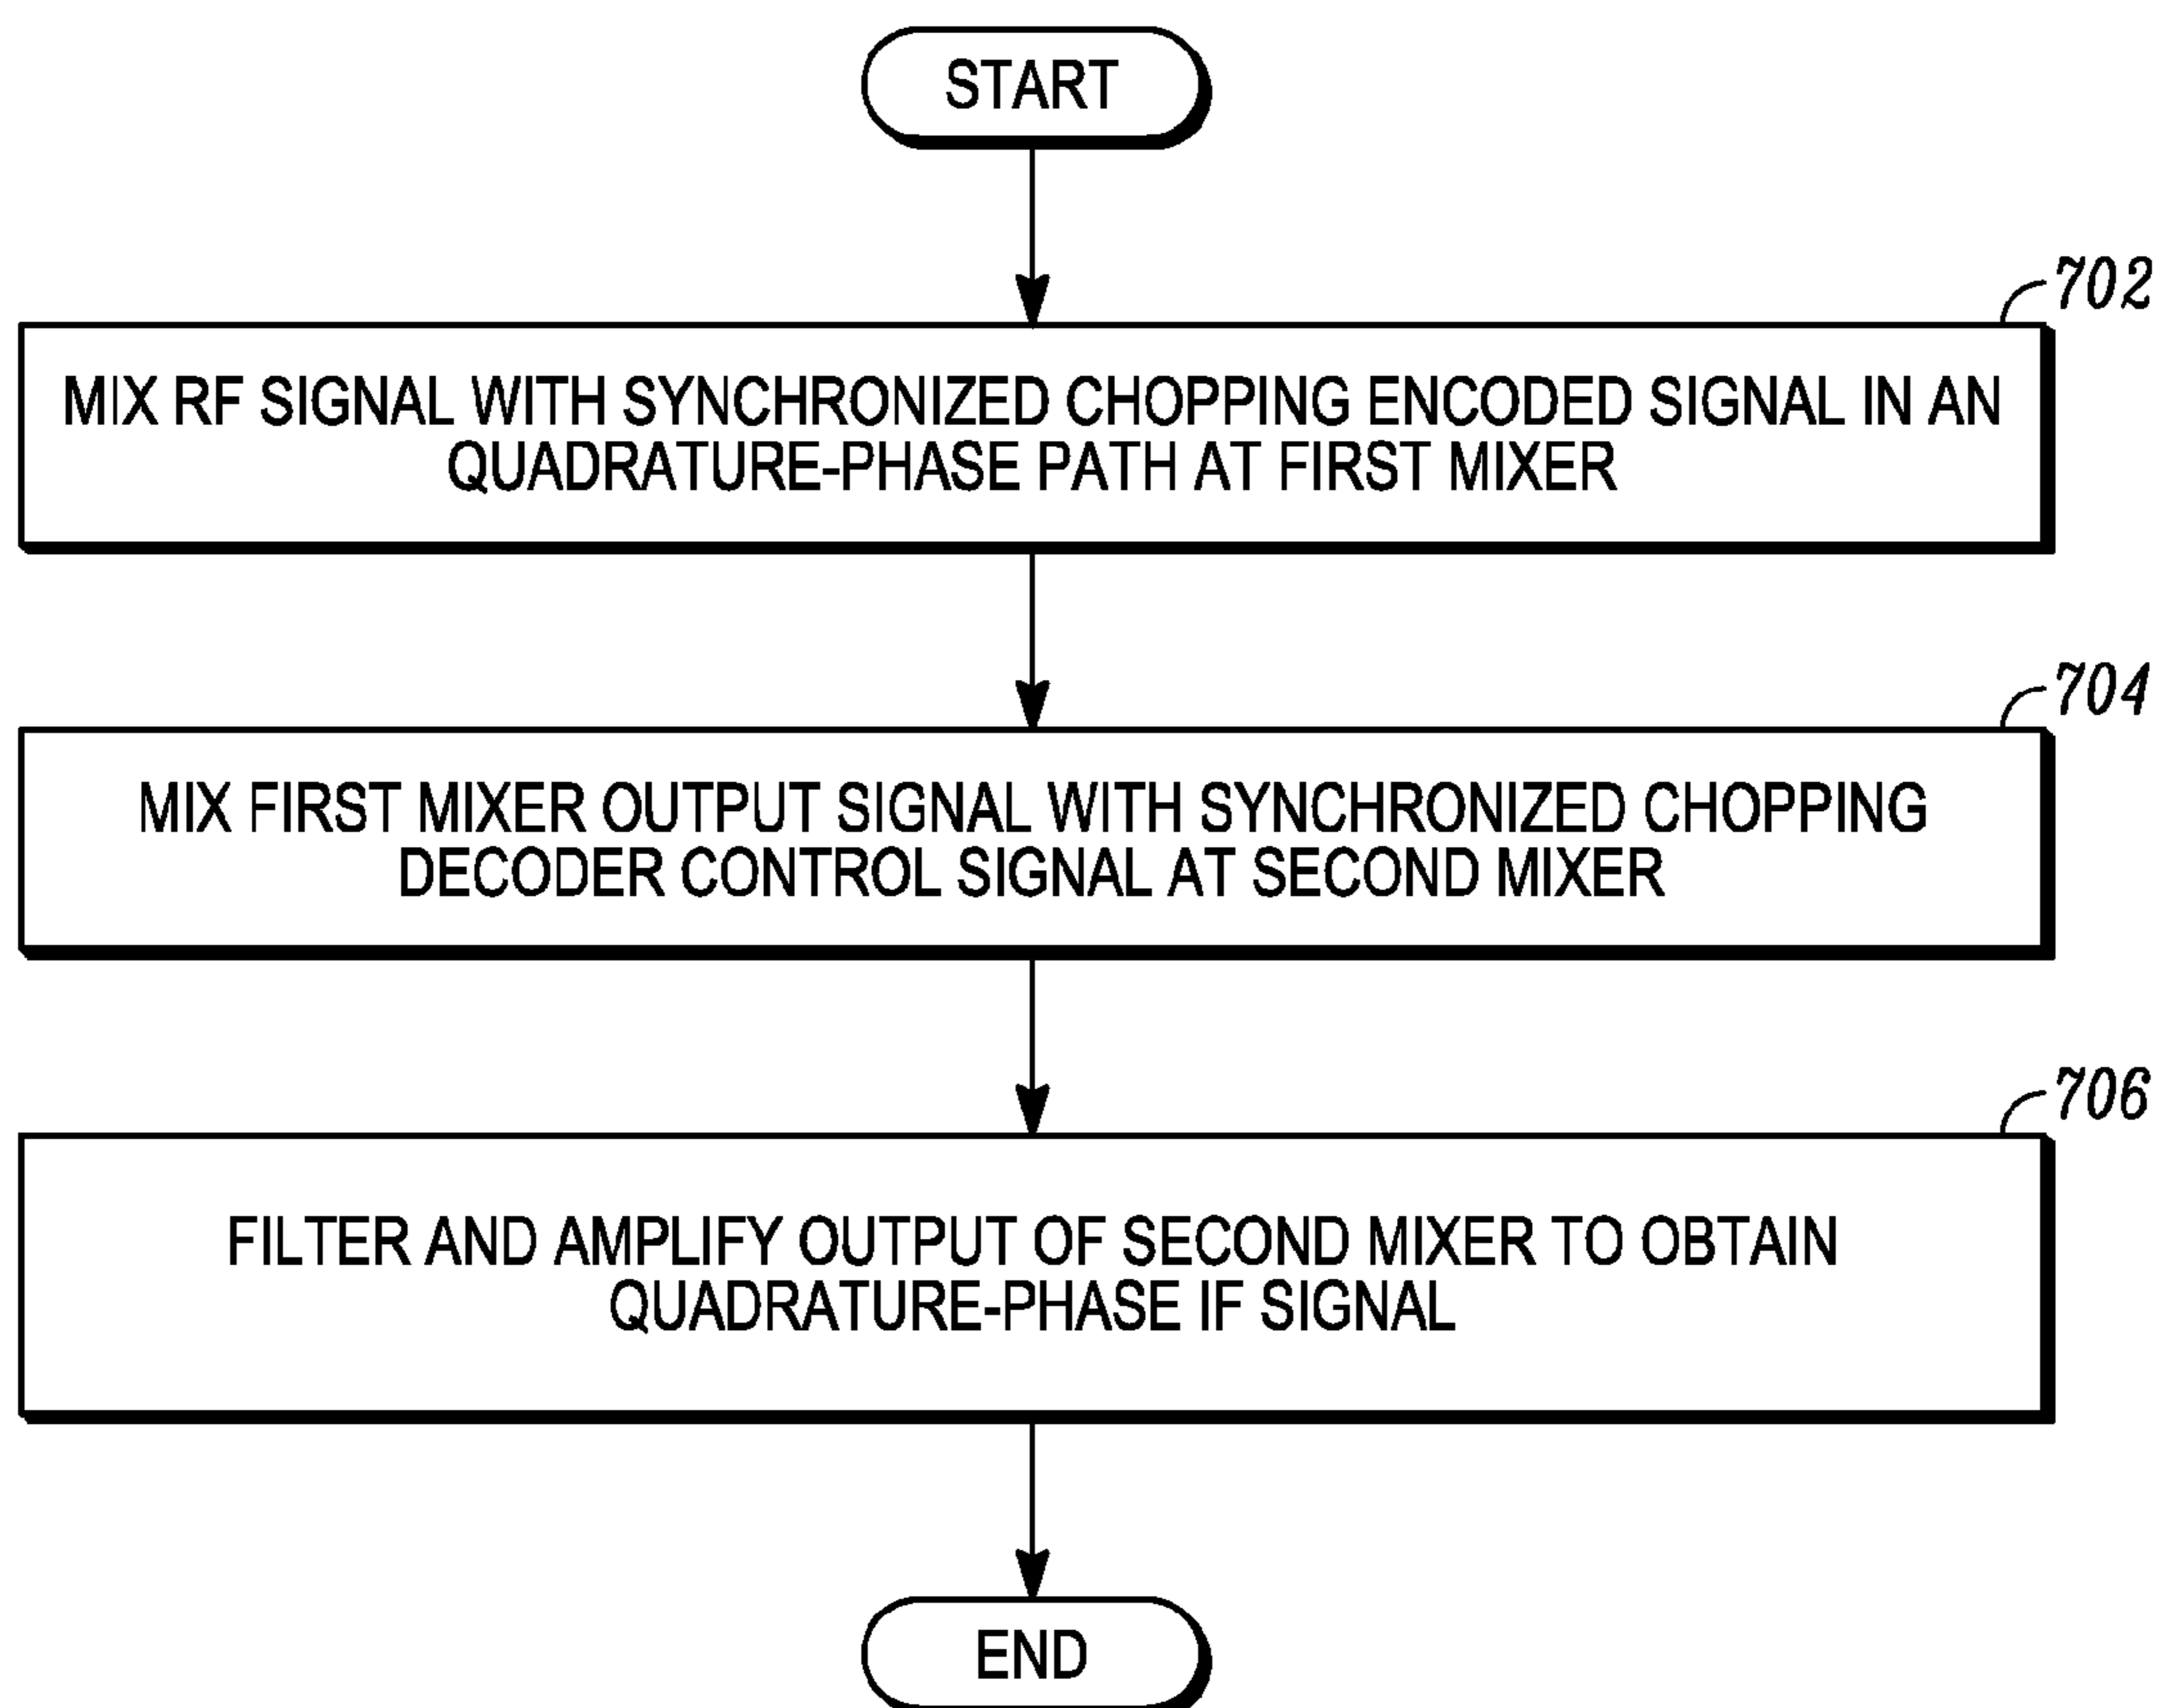 START
702
MIX RF SIGNAL WITH SYNCHRONIZED CHOPPING ENCODED SIGNAL IN AN
QUADRATURE-PHASE PATH AT FIRST MIXER
704
MIX FIRST MIXER OUTPUT SIGNAL WITH SYNCHRONIZED CHOPPING
DECODER CONTROL SIGNAL AT SECOND MIXER
706
FILTER AND AMPLIFY OUTPUT OF SECOND MIXER TO OBTAIN
QUADRATURE-PHASE IF SIGNAL
END